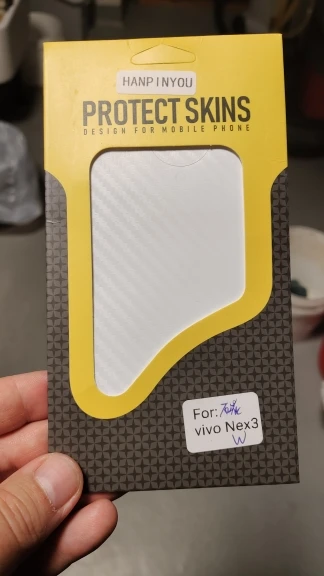 HANPINYOU
PROTECT SKINS
DESIGN FOR MOBILE PHONE
For:
vivo Nex3
W